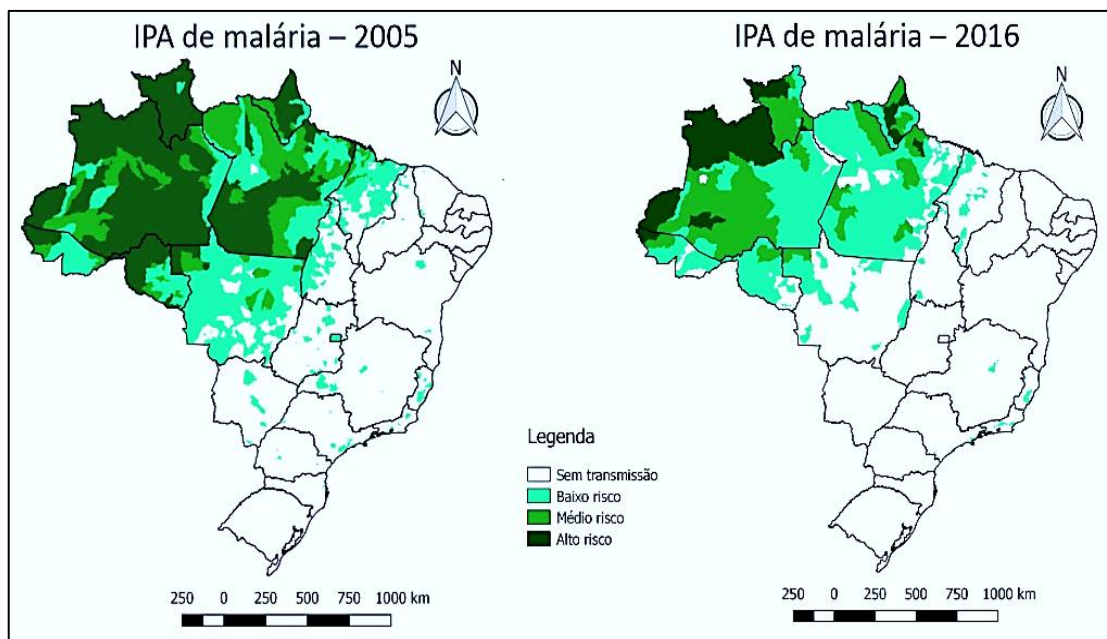 IPA de malária – 2005
IPA de malária – 2016
N
N
Legenda
Sem transmissão
Baixo risco
Médio risco
Alto risco
250 0 250 500 750 1000 km
250 0 250 500 750 1000 km